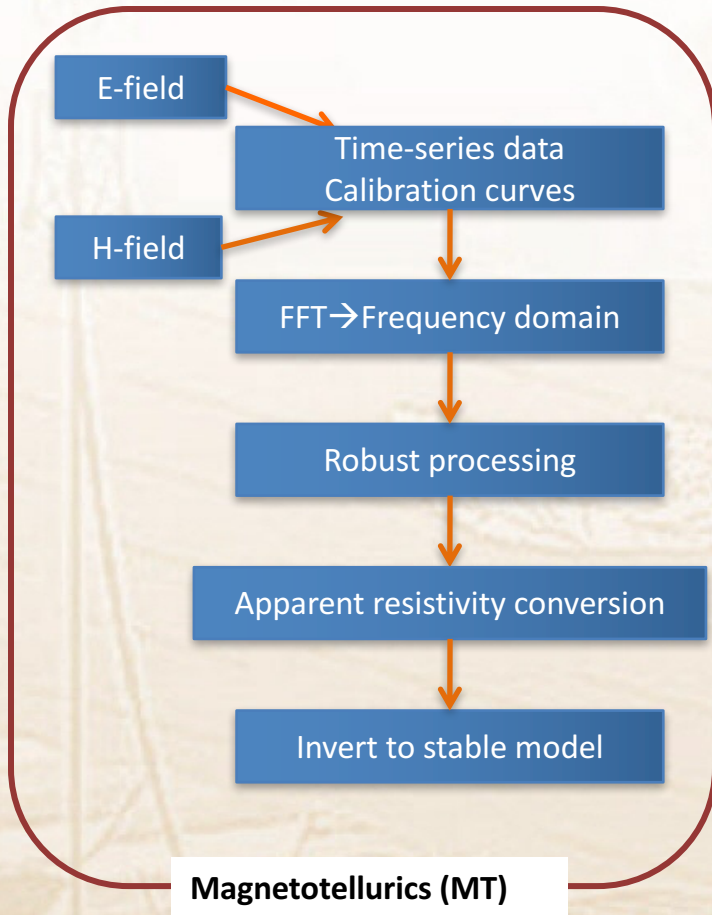 E-field
Time-series data
Calibration curves
H-field
FFT→Frequency domain
Robust processing
Apparent resistivity conversion
Invert to stable model
Magnetotellurics (MT)